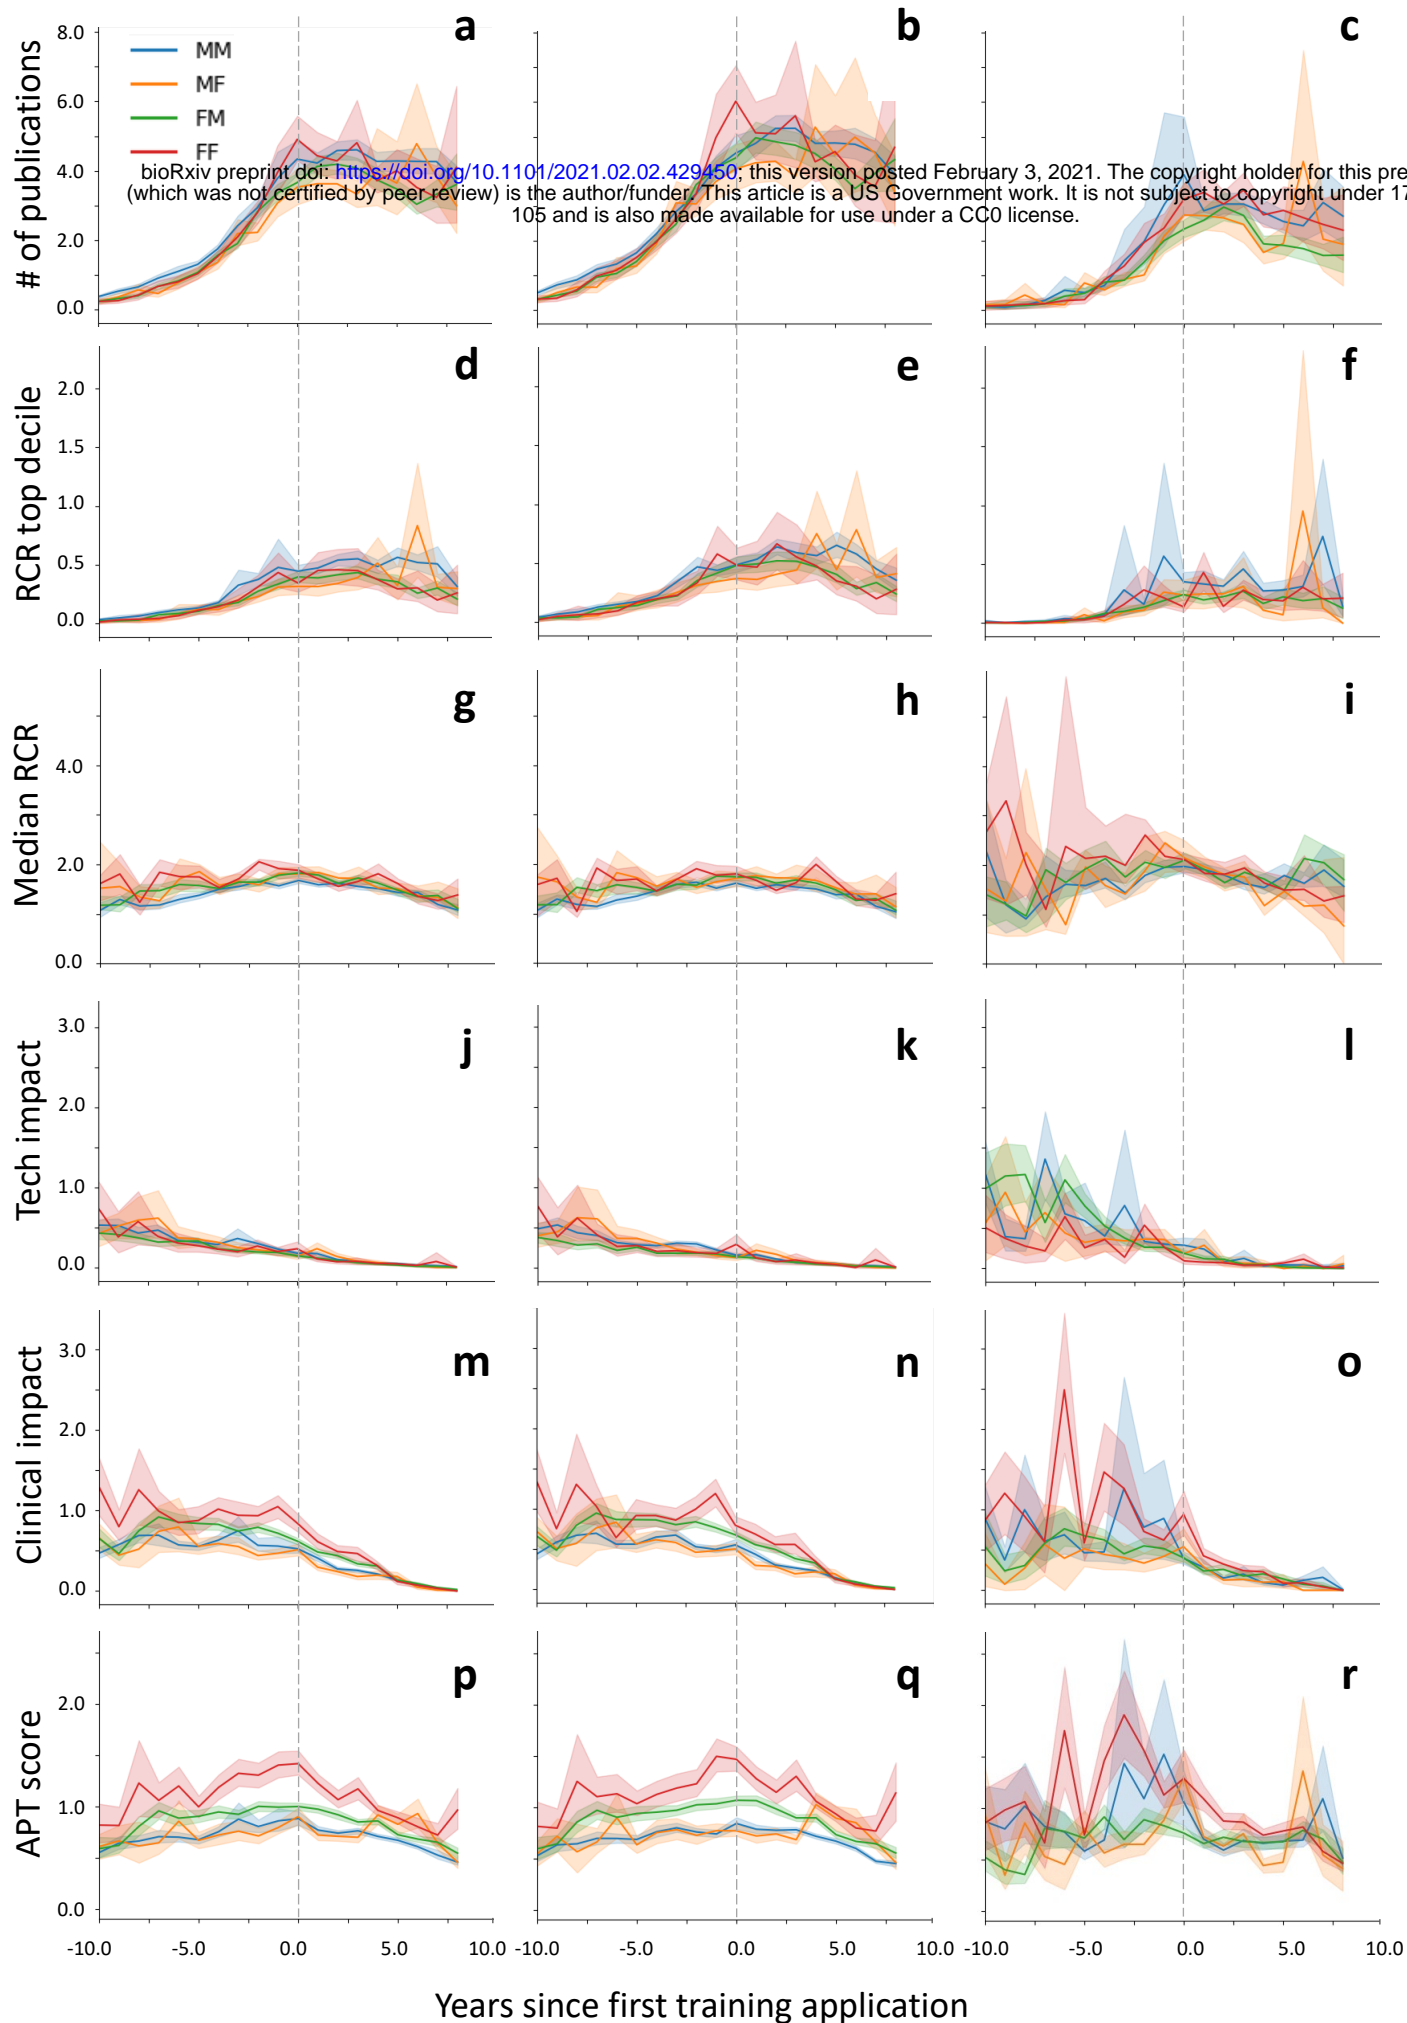 a
b
c
8.0
6.0
4.0
2.0
0.0
# of publications
MM
MF
FM
FF
bioRxiv preprint doi: https://doi.org/10.1101/2021.02.02.429450; this version posted February 3, 2021. The copyright holder for this pre
(which was not certified by peer review) is the author/funder. This article is a US Government work. It is not subject to copyright under 17
105 and is also made available for use under a CC0 license.
d
e
f
2.0
1.5
1.0
0.5
0.0
RCR top decile
g
h
i
4.0
2.0
0.0
Median RCR
j
k
l
3.0
2.0
1.0
0.0
Tech impact
m
n
o
3.0
2.0
1.0
0.0
Clinical impact
p
q
r
2.0
1.0
0.0
APT score
-10.0 -5.0 0.0 10.0 -10.0 -5.0 0.0 10.0 -10.0 -5.0 0.0 10.0
Years since first training application